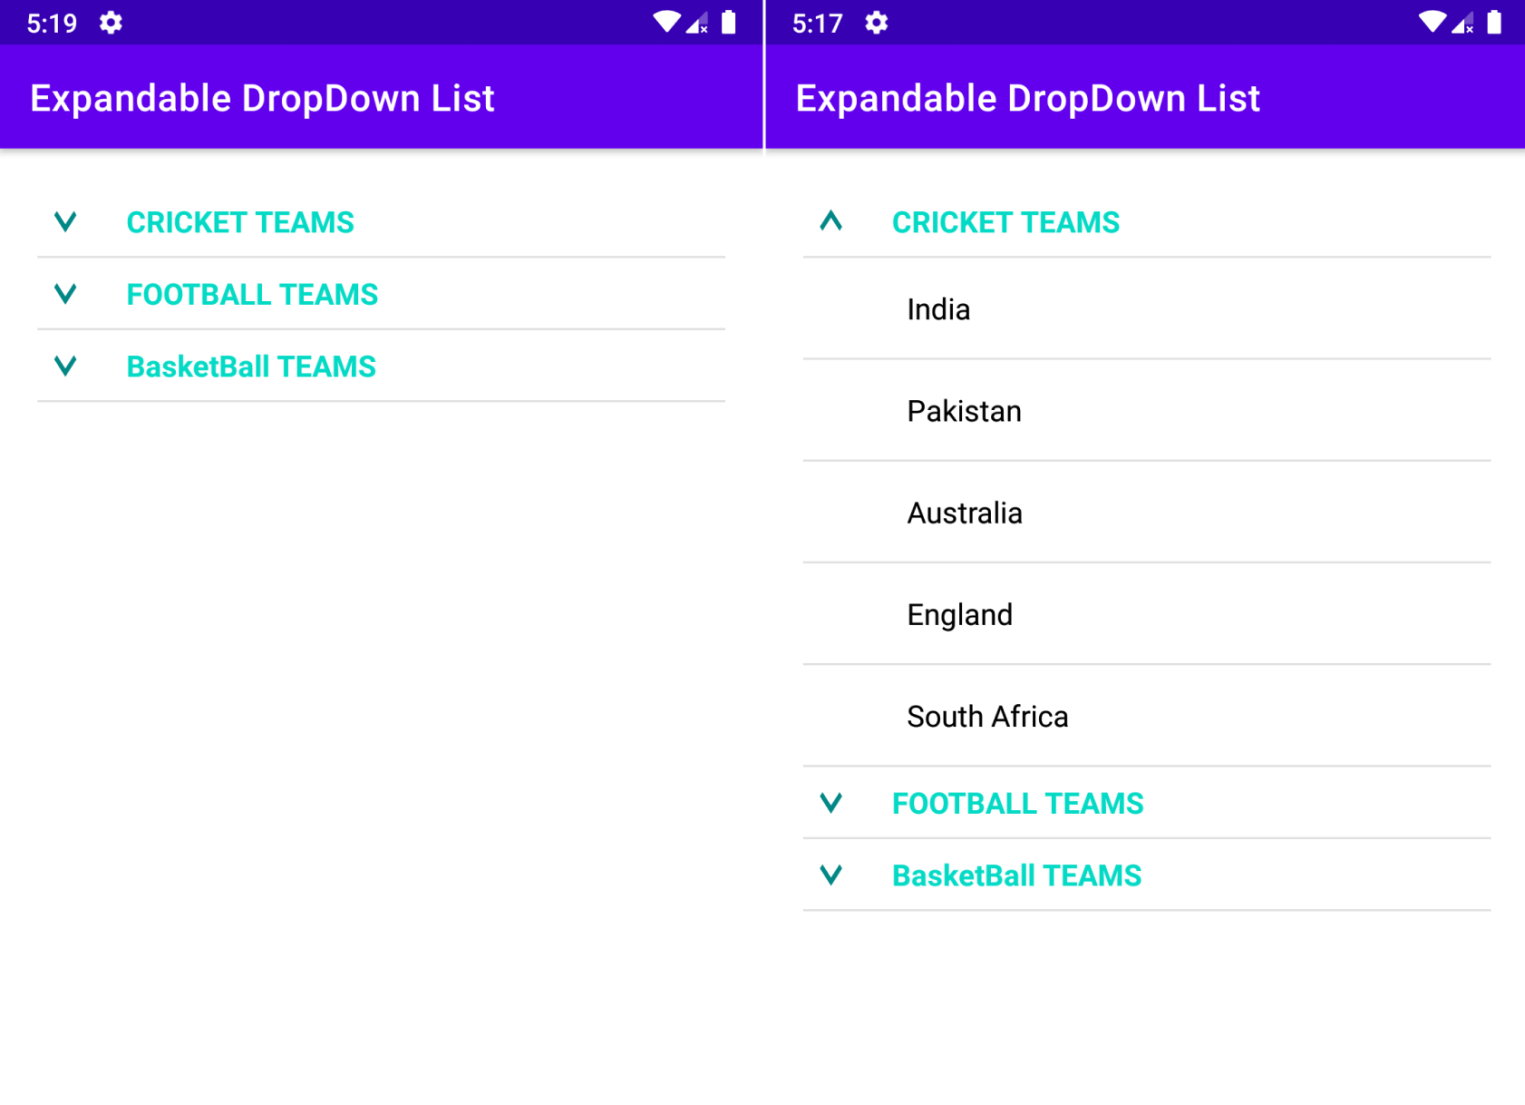 5:19
Expandable DropDown List
CRICKET TEAMS
FOOTBALL TEAMS
BasketBall TEAMS
5:17
Expandable DropDown List
CRICKET TEAMS
India
Pakistan
Australia
England
South Africa
FOOTBALL TEAMS
BasketBall TEAMS